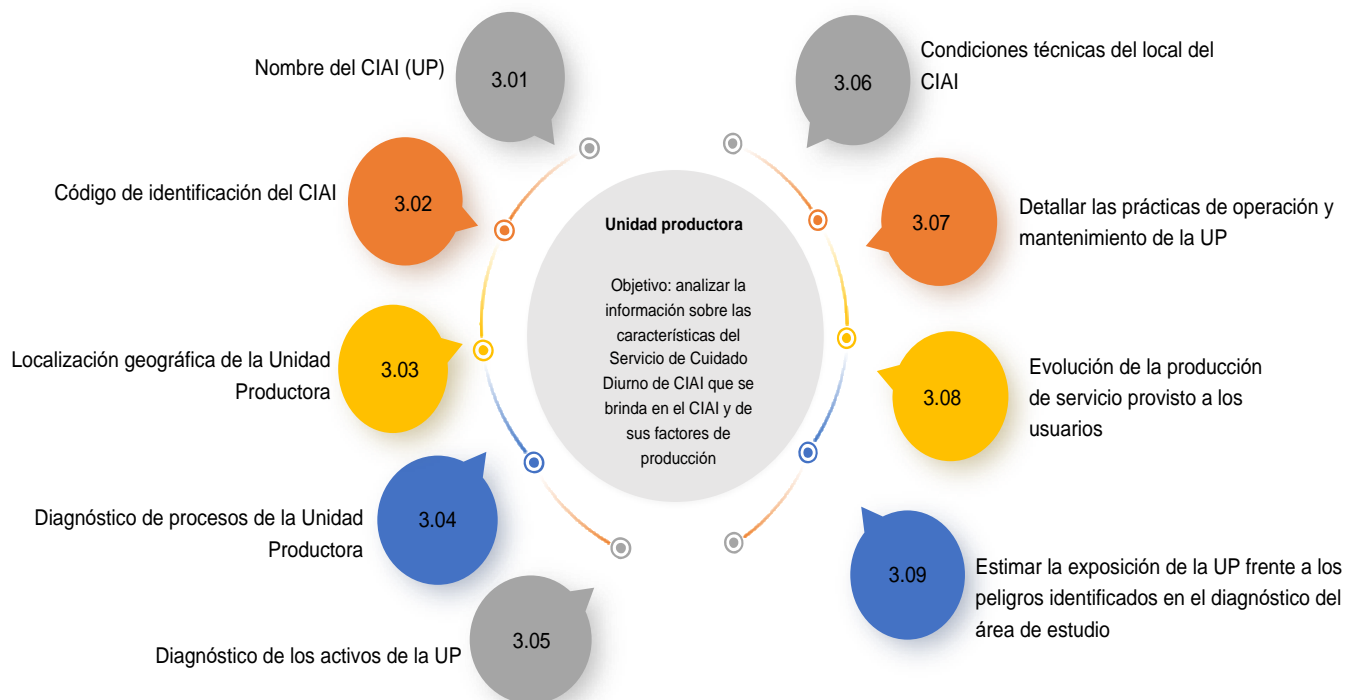 Nombre del CIAI (UP)
3.01
Código de identificación del CIAI
3.02
Localización geográfica de la Unidad
Productora
3.03
Diagnóstico de procesos de la Unidad
Productora
3.04
Diagnóstico de los activos de la UP
3.05
Unidad productora
Objetivo: analizar la
información sobre las
características del
Servicio de Cuidado
Diurno de CIAI que se
brinda en el CIAI y de
sus factores de
producción
3.06
Condiciones técnicas del local del
CIAI
3.07
Detallar las prácticas de operación y
mantenimiento de la UP
3.08
Evolución de la producción
de servicio provisto a los
usuarios
3.09
Estimar la exposición de la UP frente a los
peligros identificados en el diagnóstico del
área de estudio